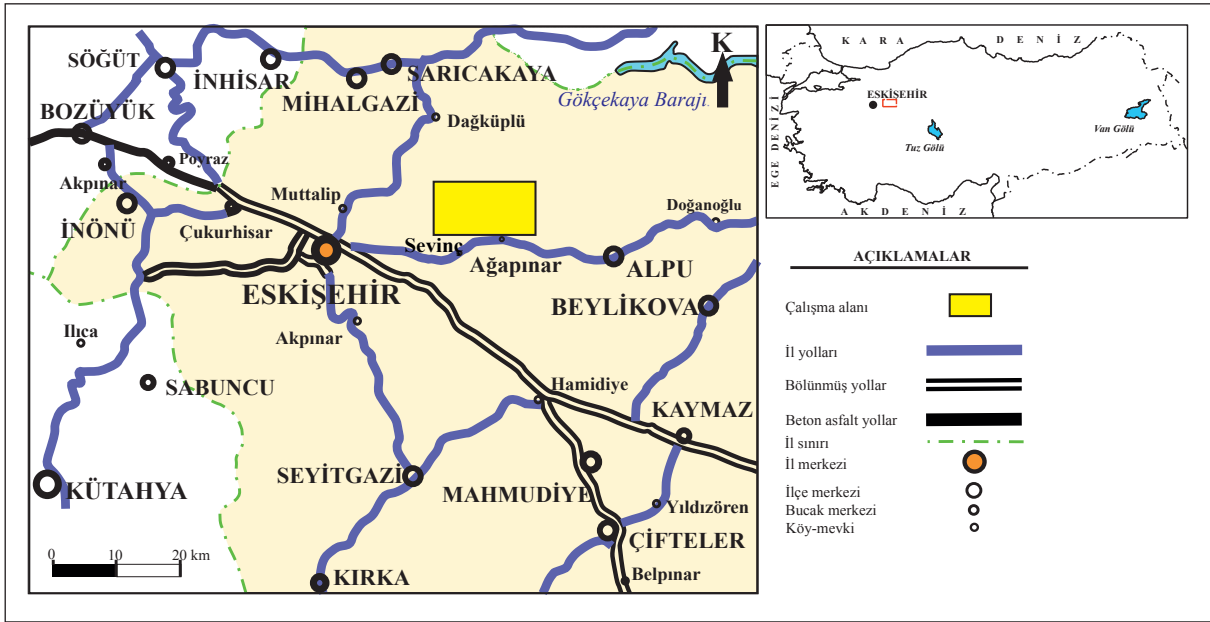 SÖĞÜT
İNHİSAR
MİHALGAZİ
SARICAKAYA
K
Gökçekaya Barajı
BOZÜYÜK
Dağküplü
Poyraz
Akpınar
Muttalip
İNÖNÜ
Çukurhisar
Doğanoğlu
Sevinç
Ağapınar
ALPU
ESKİŞEHİR
BEYLİKOVA
Ilıca
Akpınar
SABUNCU
Hamidiye
KAYMAZ
KÜTAHYA
SEYİTGAZİ
MAHMUDİYE
Yıldızören
ÇİFTELER
0 10 20 km
KIRKA
Belpınar
KARA DENİZ
EGE DENİZİ
ESKİŞEHİR
Tuz Gölü
Van Gölü
AKDENİZ
AÇIKLAMALAR
Çalışma alanı
İl yolları
Bölünmüş yollar
Beton asfalt yollar
İl sınırı
İl merkezi
İlçe merkezi
Bucak merkezi
Köy-mevki